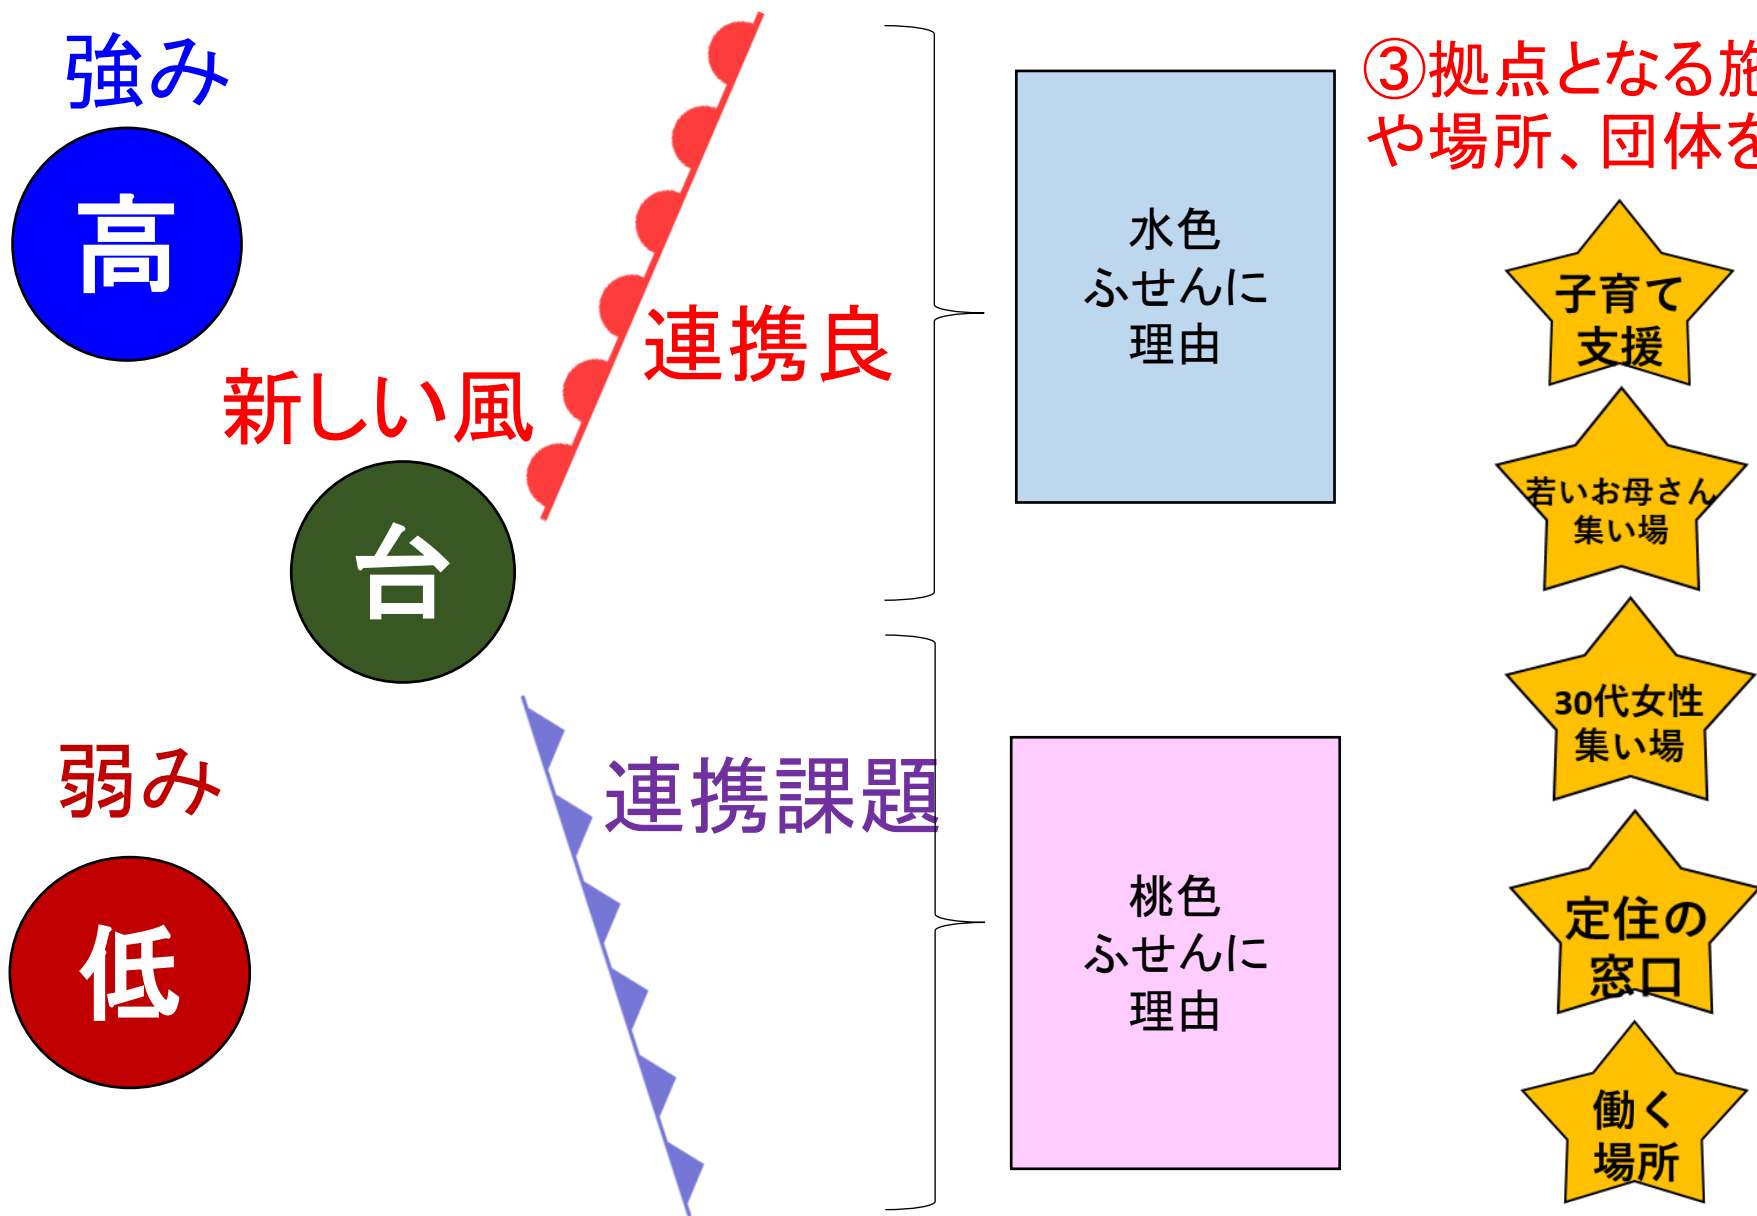 強み
高
新しい風
台
弱み
低
連携良
連携課題
水色
ふせんに
理由
桃色
ふせんに
理由
③拠点となる施
や場所、団体を
子育て
支援
若いお母さん
集い場
30代女性
集い場
定住の
窓口
働く
場所